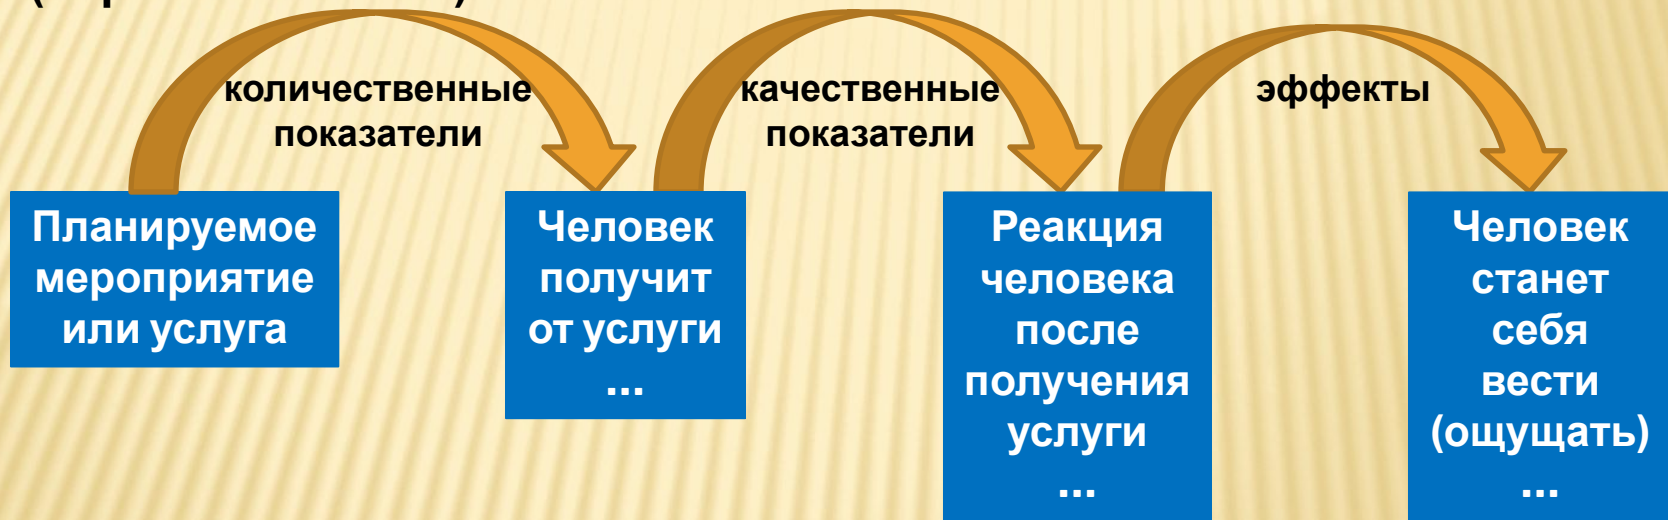 количественные
показатели
качественные
показатели
эффекты
Планируемое
мероприятие
или услуга
Человек
получит
от услуги
...
Реакция
человека
после
получения
услуги
...
Человек
станет
себя
вести
(ощущать)
...